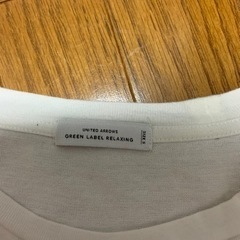 UNITED ARROWS
GREEN LABEL RELAXING